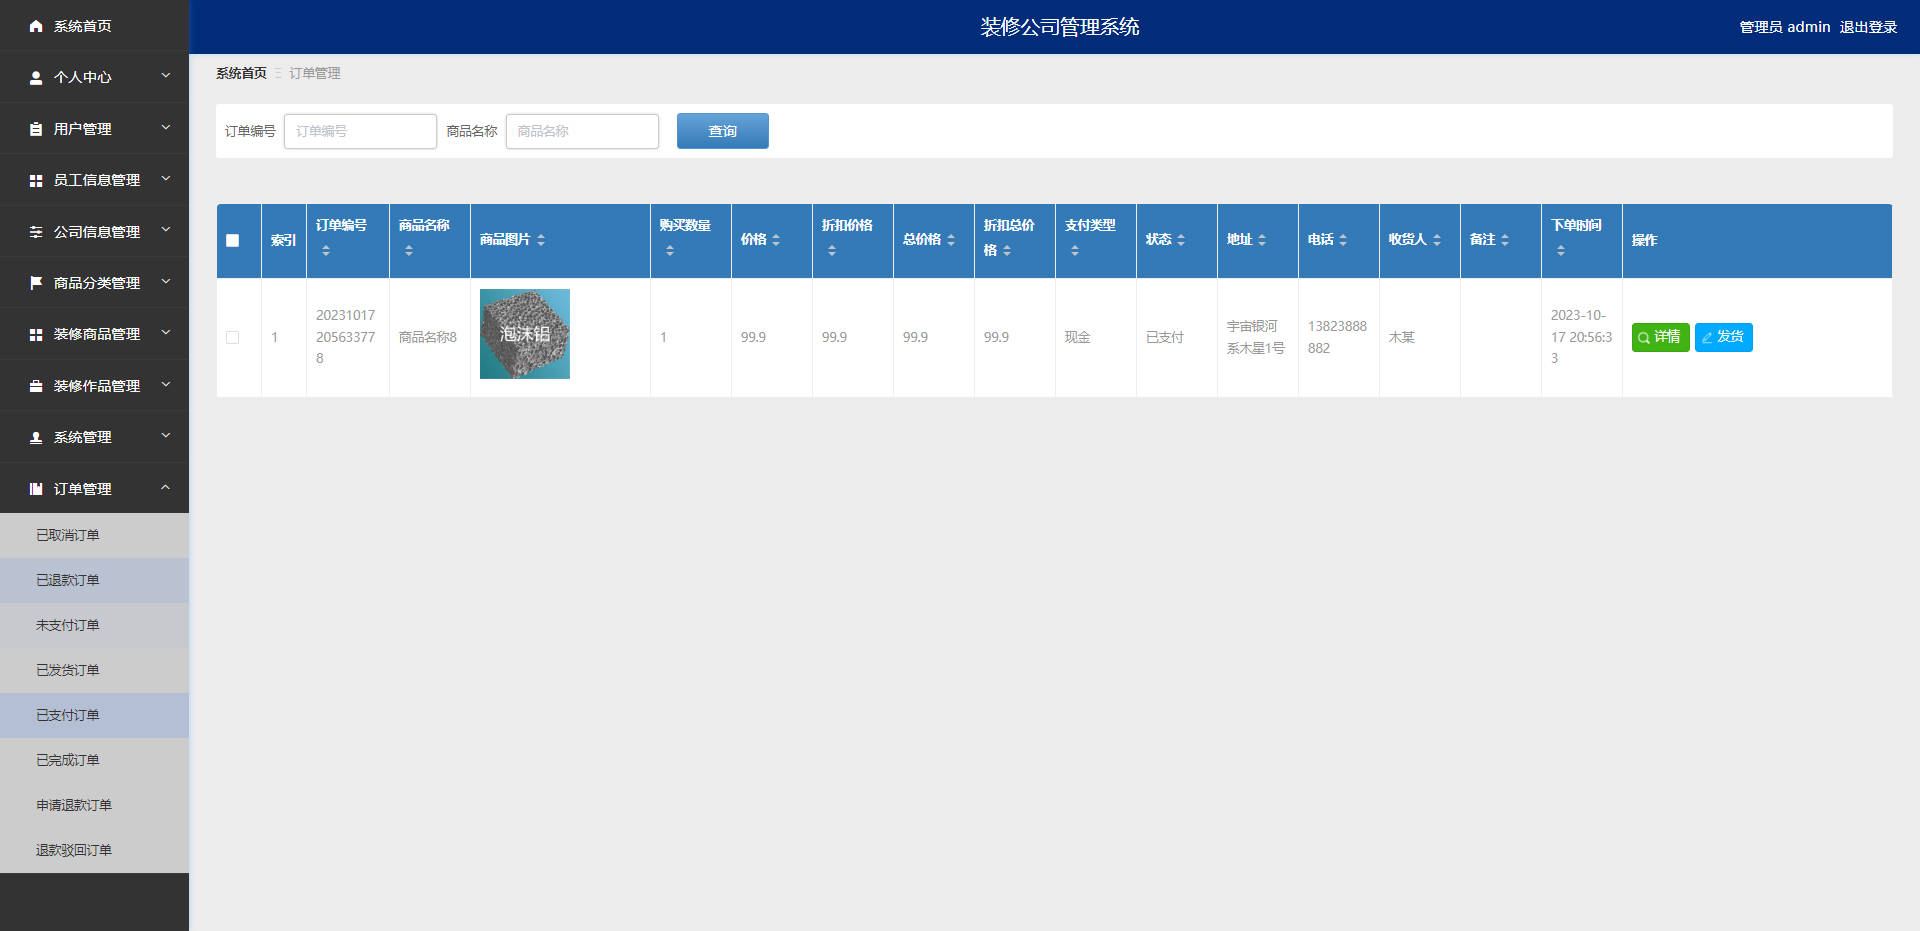 装修公司管理系统
管理员 admin 退出登录
系统首页
个人中心
用户管理
员工信息管理
公司信息管理
商品分类管理
装修商品管理
装修作品管理
系统管理
订单管理
已取消订单
已退款订单
未支付订单
已发货订单
已支付订单
已完成订单
申请退款订单
退款驳回订单
系统首页 订单管理
订单编号 订单编号 商品名称 商品名称 查询
索引
订单编号
商品名称
商品图片
购买数量
价格
折扣价格
总价格
折扣总价
格
支付类型
状态
地址
电话
收货人
备注
下单时间
操作
1
20231017
20563377
8
商品名称8
泡沫铝
1
99.9
99.9
99.9
99.9
现金
已支付
宇宙银河
系木星1号
13823888
882
木某
2023-10-
17 20:56:3
3
详情
发货